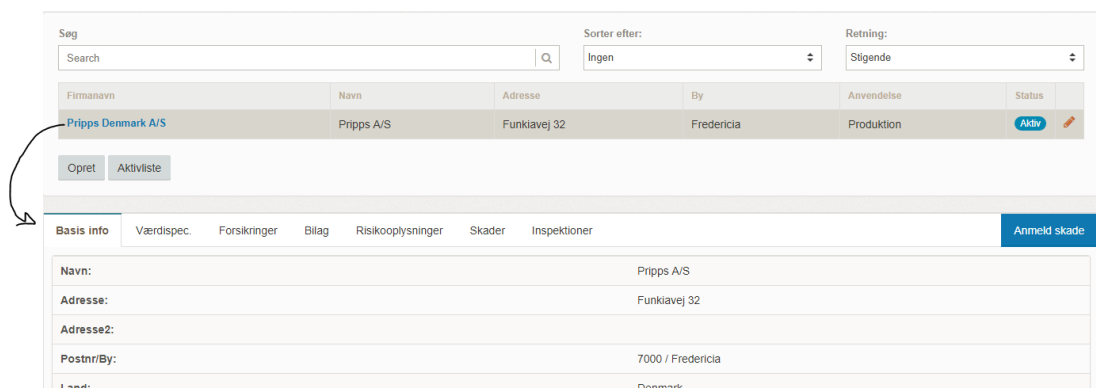 Søg Sorter efter: Retning:
Search Ingen Stigende
Firmanavn Navn Adresse By Anvendelse Status
Pripps Denmark A/S Pripps A/S Funkiavej 32 Fredericia Produktion Aktiv
Opret Aktivliste
Basis info Værdispec. Forsikringer Bilag Risikooplysninger Skader Inspektioner Anmeld skade
Navn: Pripps A/S
Adresse: Funkiavej 32
Adresse2:
Postnr/By: 7000 / Fredericia
Land: Denmark